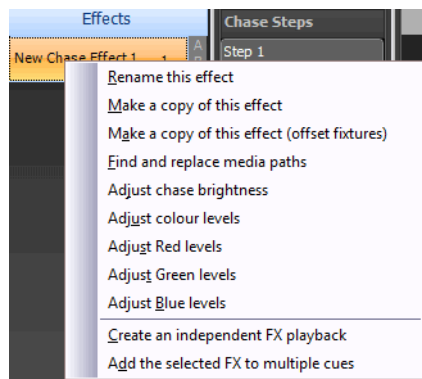 Effects
Chase Steps
New Chase Effect 1 1
A
Step 1
Rename this effect
Make a copy of this effect
Make a copy of this effect (offset fixtures)
Find and replace media paths
Adjust chase brightness
Adjust colour levels
Adjust Red levels
Adjust Green levels
Adjust Blue levels
Create an independent FX playback
Add the selected FX to multiple cues